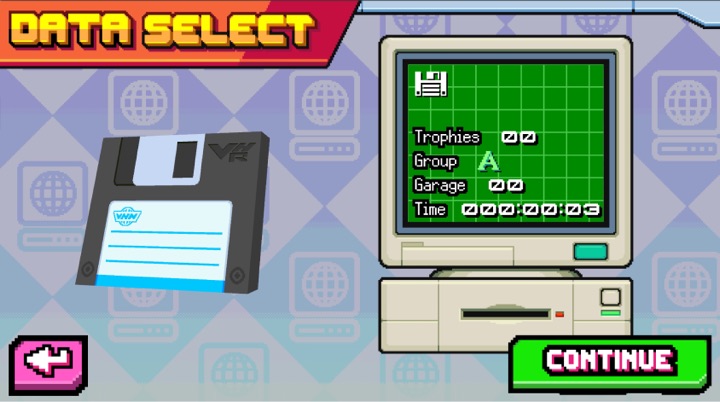 DATA SELECT
Trophies 00
Group A
Garage 00
Time 000:00:03
CONTINUE